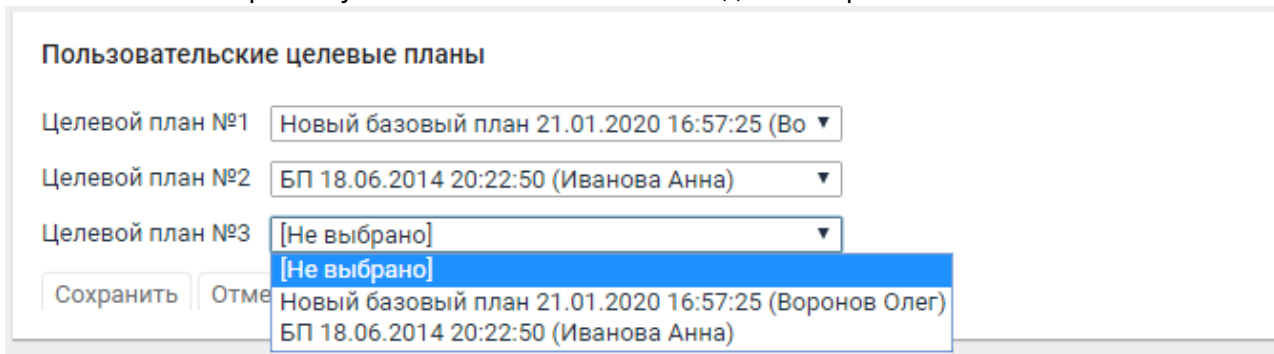 Пользовательские целевые планы
Целевой план №1 Новый базовый план 21.01.2020 16:57:25 (Во
Целевой план №2 БП 18.06.2014 20:22:50 (Иванова Анна)
Целевой план №3 [Не выбрано]
[Не выбрано]
Сохранить Отме
Новый базовый план 21.01.2020 16:57:25 (Воронов Олег)
БП 18.06.2014 20:22:50 (Иванова Анна)